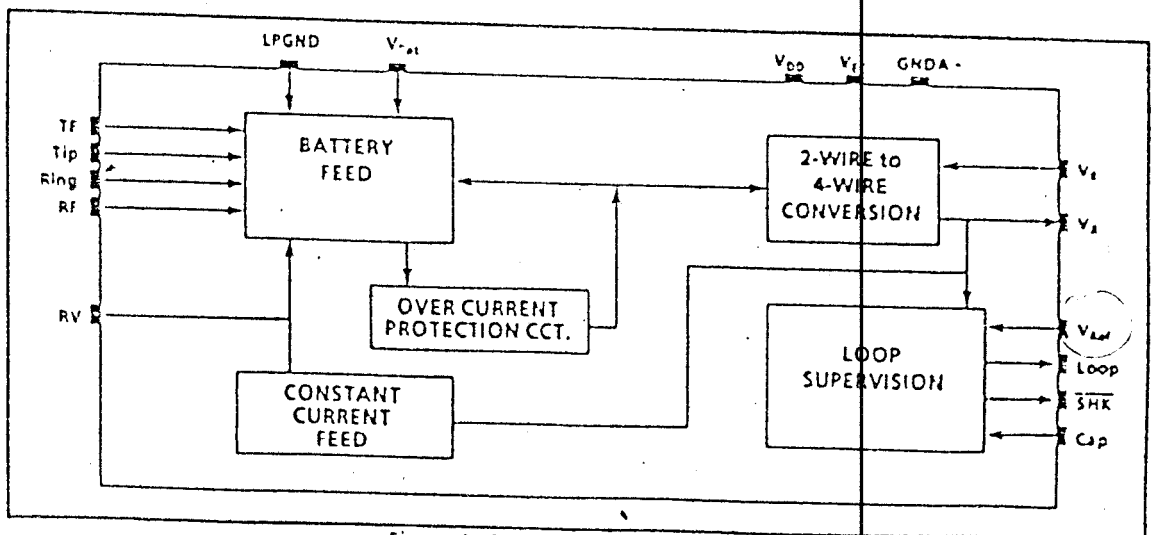 LPGND
VDD
GNDA
TF
Tip
Ring
RF
RV
BATTERY
FEED
2-WIRE to
4-WIRE
CONVERSION
OVER CURRENT
PROTECTION CCT.
CONSTANT
CURRENT
FEED
LOOP
SUPERVISION
Loop
SHK
Cap